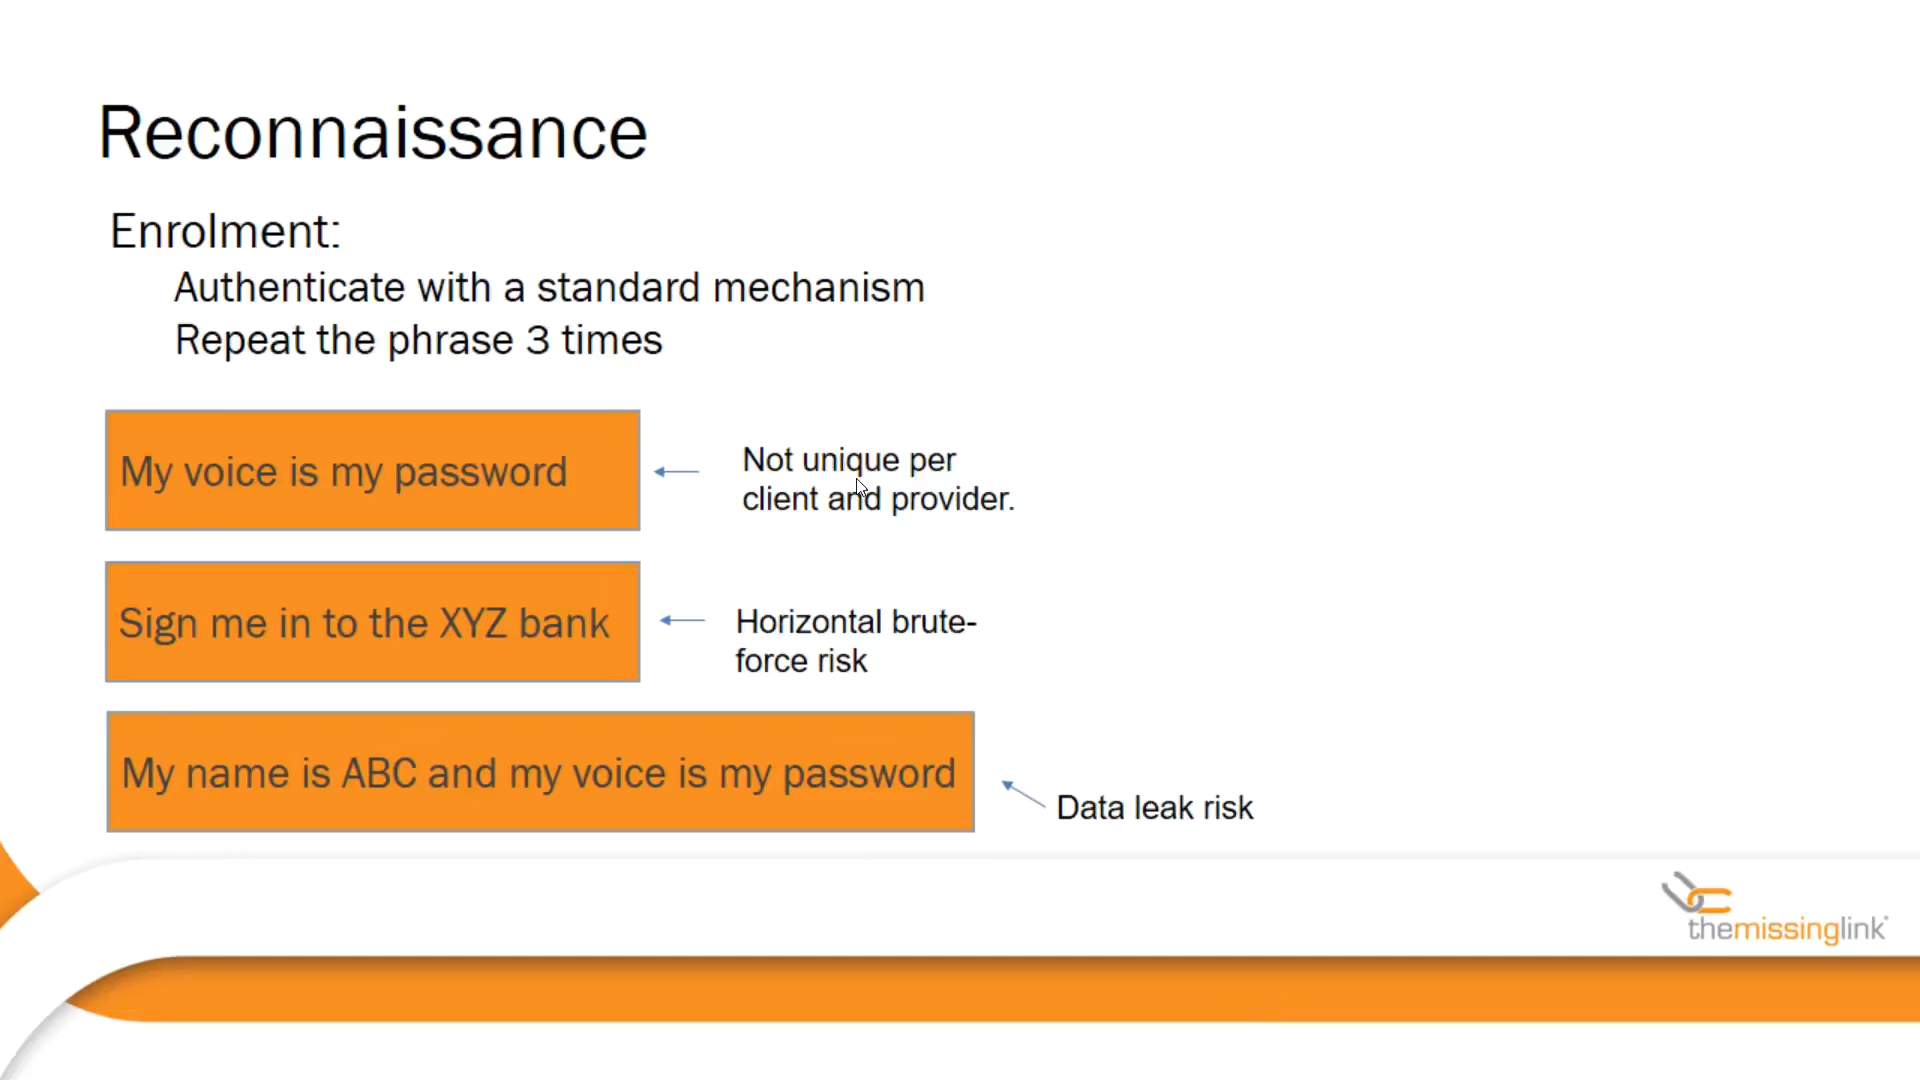 Reconnaissance
Enrolment:
Authenticate with a standard mechanism
Repeat the phrase 3 times
My voice is my password
Not unique per
client and provider.
Sign me in to the XYZ bank
Horizontal brute-
force risk
My name is ABC and my voice is my password
Data leak risk
themissinglink